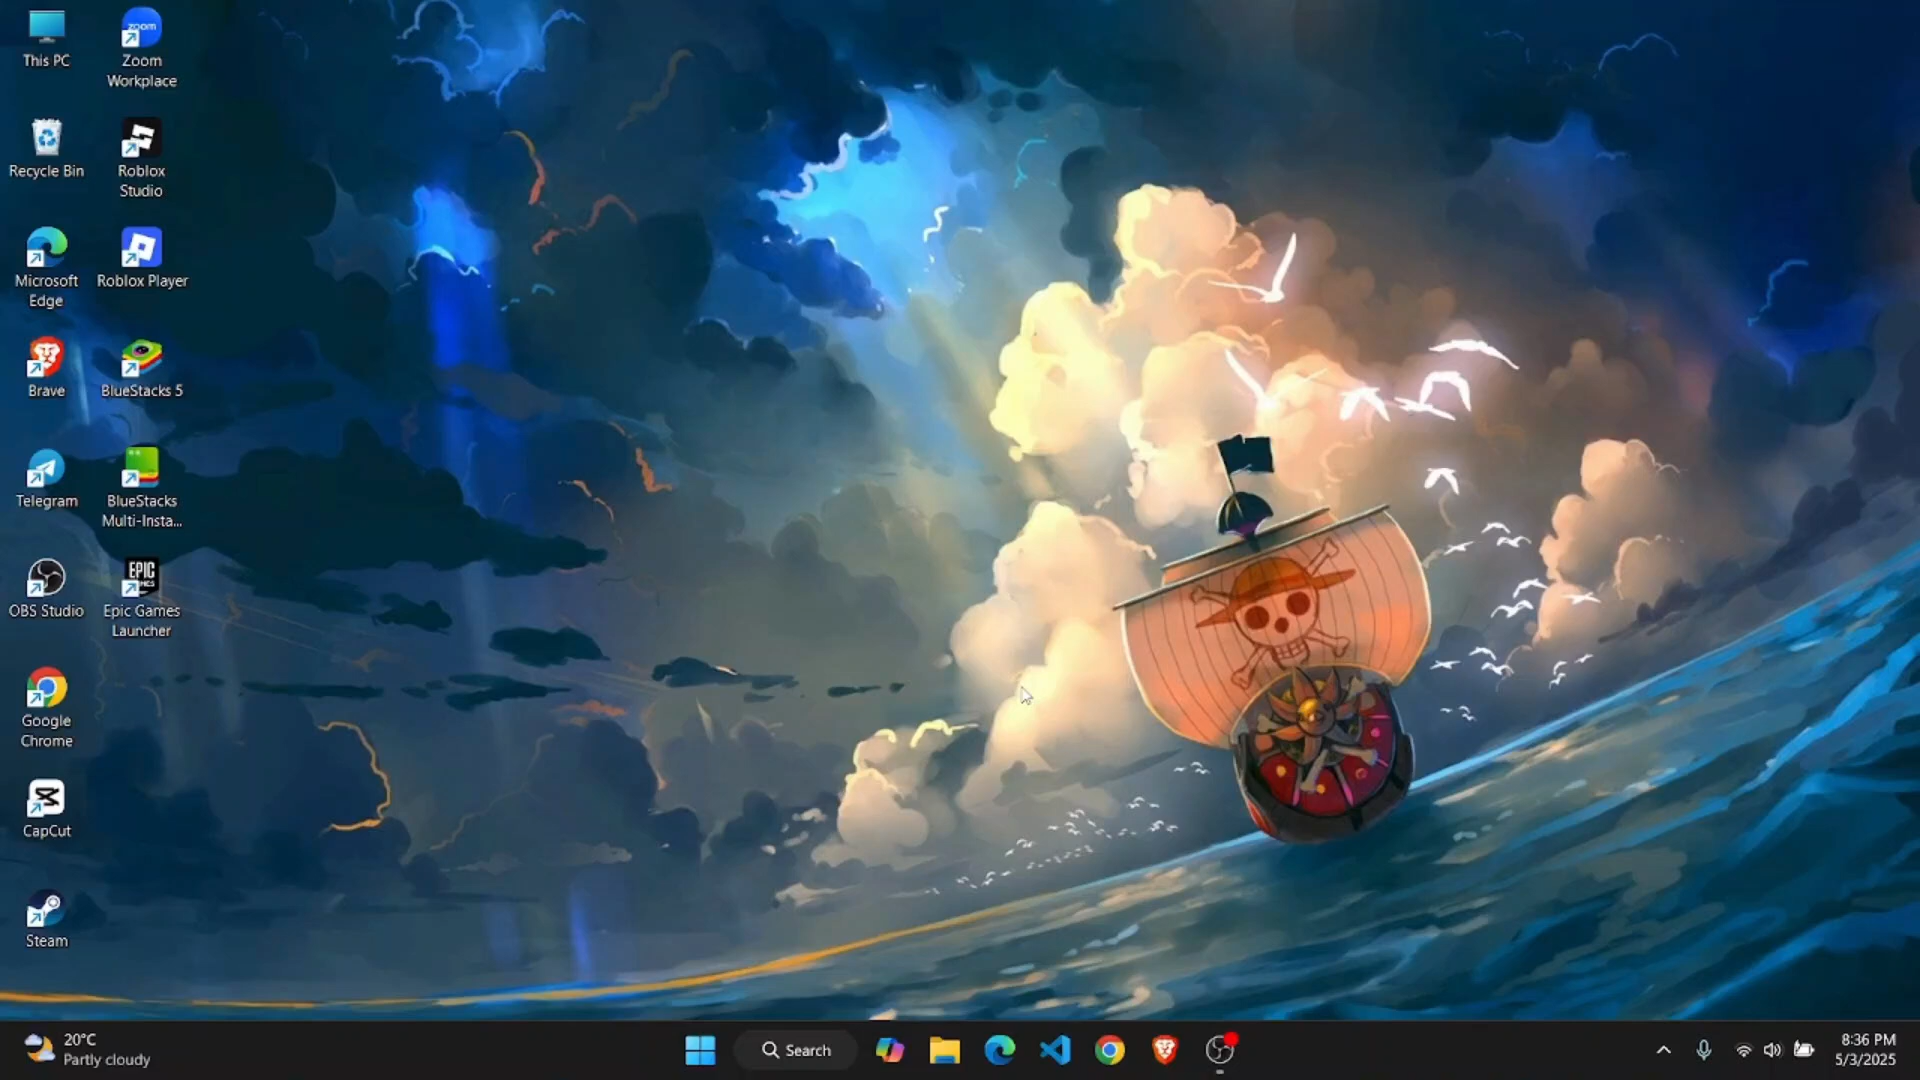 This PC
zoom
Zoom
Workplace
Recycle Bin
Roblox
Studio
Microsoft
Edge
Roblox Player
Brave
BlueStacks 5
Telegram
BlueStacks
Multi-Insta...
OBS Studio
EPIC
Epic Games
Launcher
Google
Chrome
CapCut
Steam
20°C
Partly cloudy
Search
8:36 PM
5/3/2025